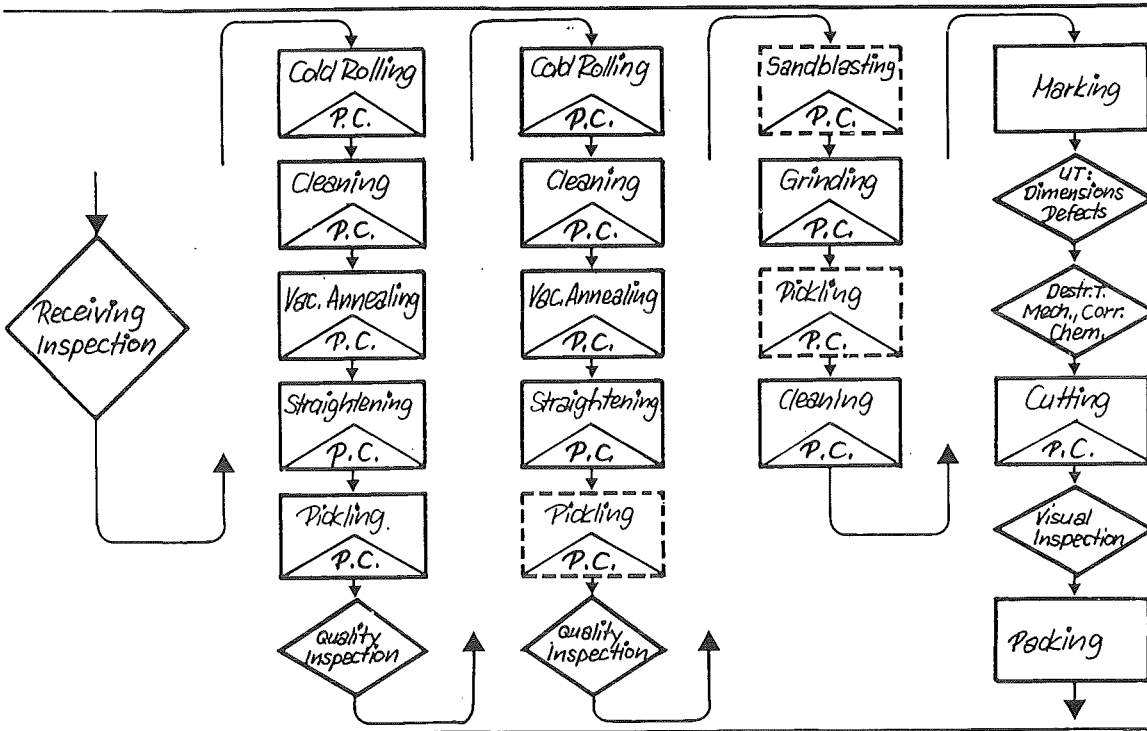 Receiving
Inspection
Cold Rolling
P.C.
Cleaning
P.C.
Vac. Annealing
P.C.
Straightening
P.C.
Pickling.
P.C.
Quality
Inspection
Cold Rolling
P.C.
Cleaning
P.C.
Vac. Annealing
P.C.
Straightening
P.C.
Pickling
P.C.
Quality
Inspection
Sandblasting
P.C.
Grinding
P.C.
Pickling
P.C.
Cleaning
P.C.
Marking
UT:
Dimensions
Defects
Destr.T.
Mech., Corr.
Chem,
Cutting
P.C.
Visual
Inspection
Packing